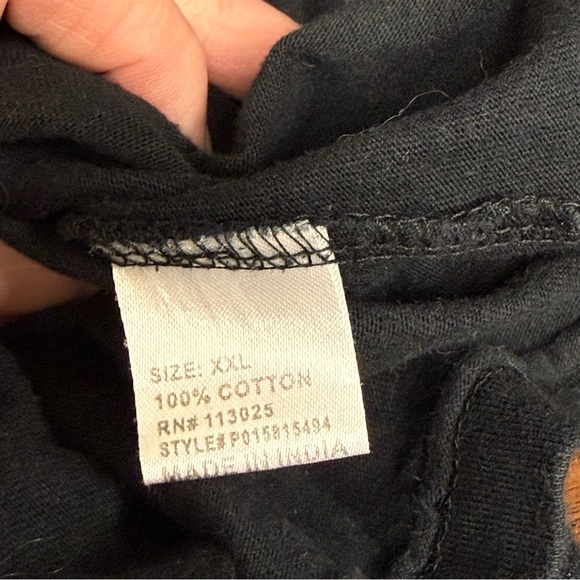 SIZE: XXL
100% COTTON
RN# 113025
STYLE#P015815494
MADE IN INDIA